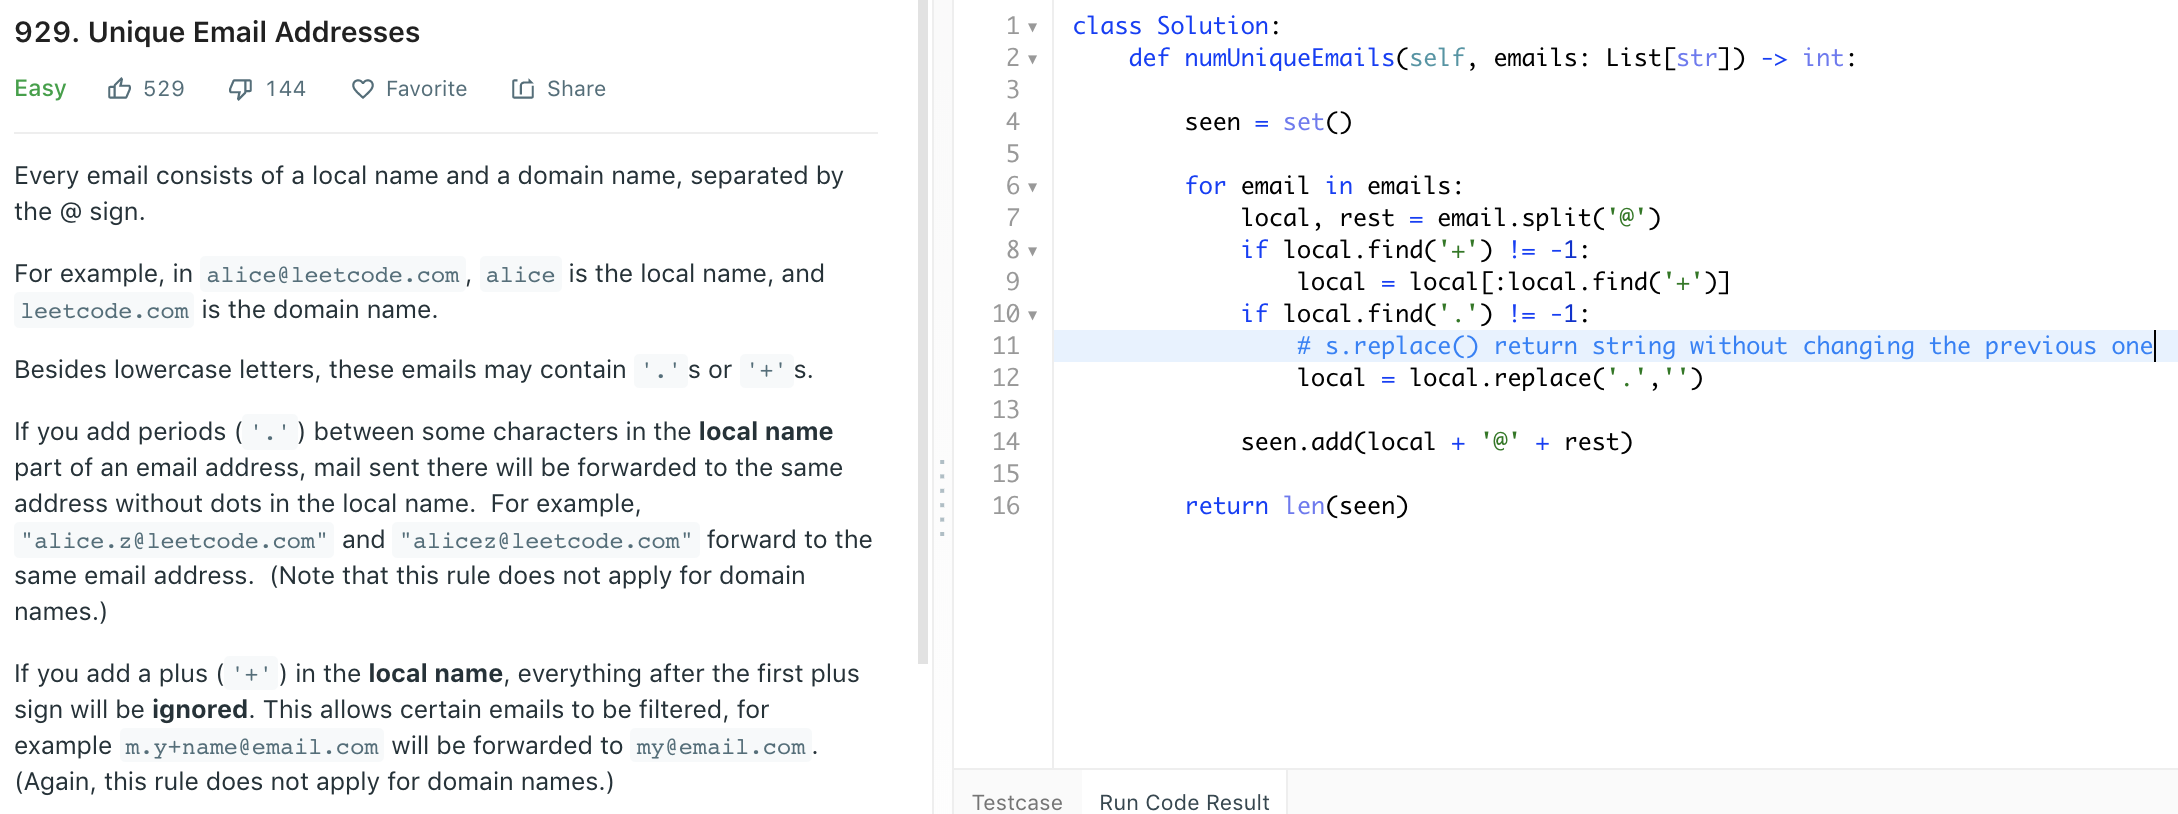 929. Unique Email Addresses
Easy 529 144 Favorite Share
Every email consists of a local name and a domain name, separated by
the @ sign.
For example, in alice@leetcode.com, alice is the local name, and
leetcode.com is the domain name.
Besides lowercase letters, these emails may contain '.'s or '+'s.
If you add periods ('.') between some characters in the local name
part of an email address, mail sent there will be forwarded to the same
address without dots in the local name.  For example,
"alice.z@leetcode.com" and "alicez@leetcode.com" forward to the
same email address.  (Note that this rule does not apply for domain
names.)
If you add a plus ('+') in the local name, everything after the first plus
sign will be ignored. This allows certain emails to be filtered, for
example m.y+name@email.com will be forwarded to my@email.com.
(Again, this rule does not apply for domain names.)
1 class Solution:
2     def numUniqueEmails(self, emails: List[str]) -> int:
3
4         seen = set()
5
6         for email in emails:
7             local, rest = email.split('@')
8             if local.find('+') != -1:
9                 local = local[:local.find('+')]
10             if local.find('.') != -1:
11                 # s.replace() return string without changing the previous one
12                 local = local.replace('.','')
13
14             seen.add(local + '@' + rest)
15
16         return len(seen)
Testcase Run Code Result